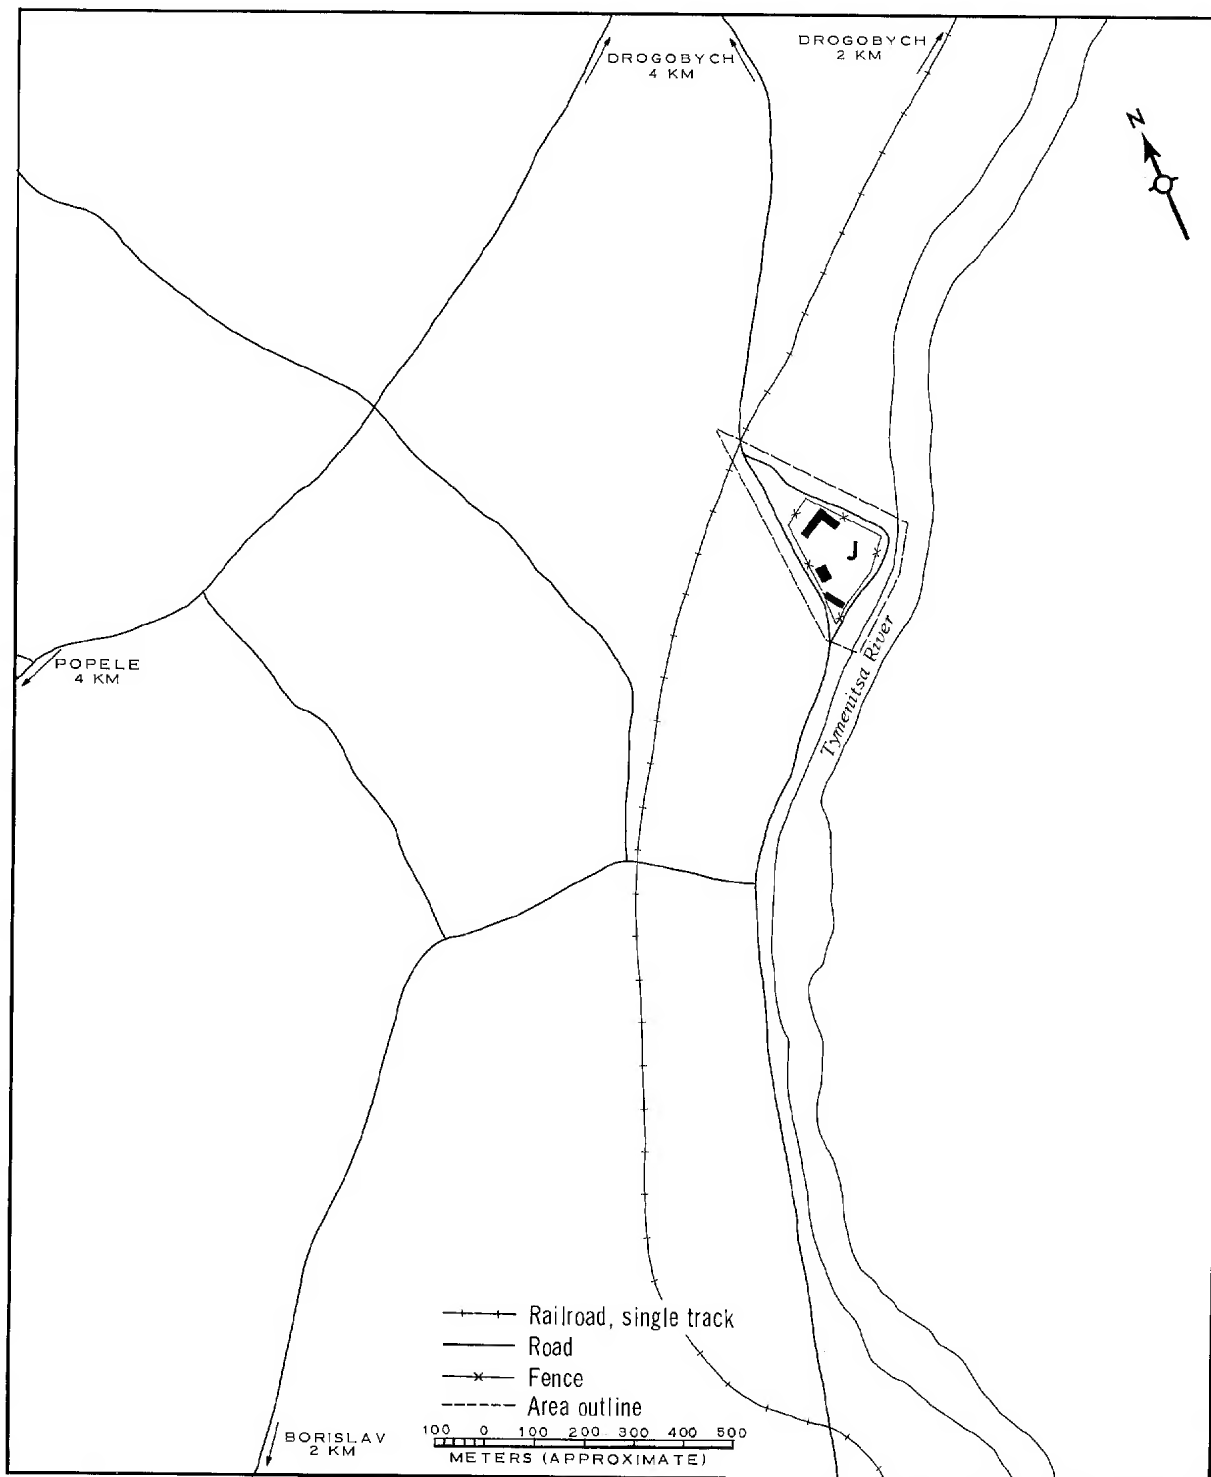 DROGOBYCH
4 KM
DROGOBYCH
2 KM
N
J
POPELE
4 KM
Tymenitsa River
Railroad, single track
Road
Fence
Area outline
100 0 100 200 300 400 500
METERS (APPROXIMATE)
BORISLAV
2 KM